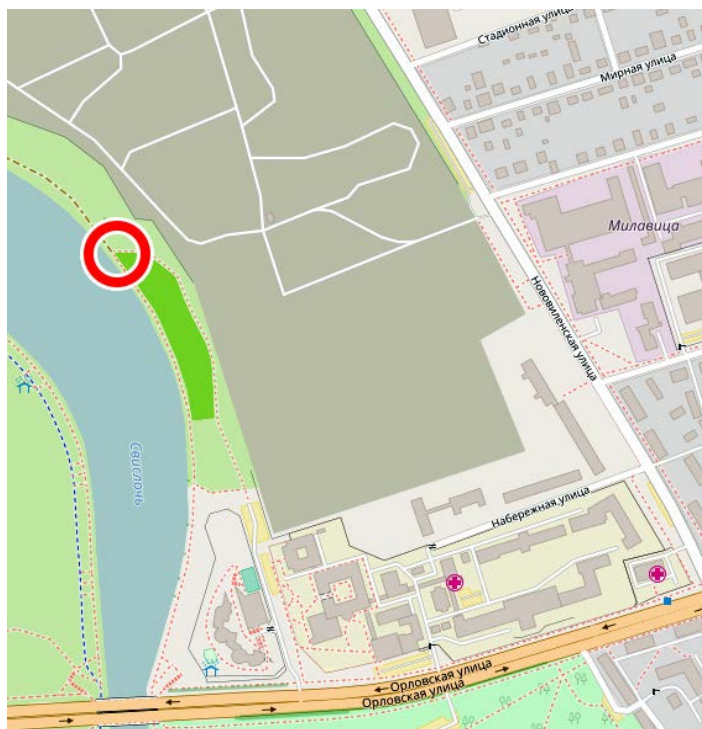 Стадионная улица
Мирная улица
Милавица
Нововиленская улица
Свислочь
Набережная улица
Орловская улица
Орловская улица